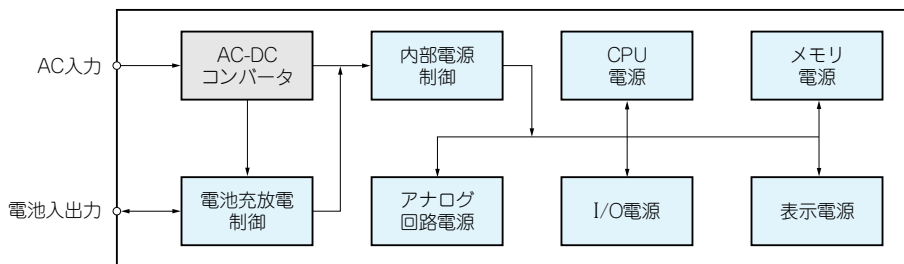 AC入力
AC-DC
コンバータ
内部電源
制御
CPU
電源
メモリ
電源
電池入出力
電池充放電
制御
アナログ
回路電源
I/O電源
表示電源